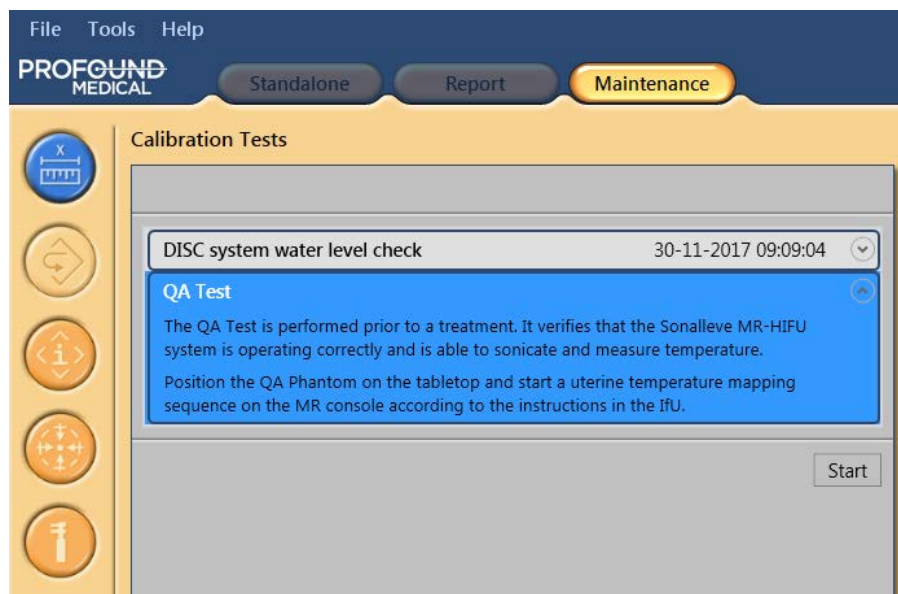 File Tools Help
PROFOUND
MEDICAL
Standalone Report Maintenance
X
Calibration Tests
DISC system water level check 30-11-2017 09:09:04
QA Test
The QA Test is performed prior to a treatment. It verifies that the Sonalleve MR-HIFU
system is operating correctly and is able to sonicate and measure temperature.
Position the QA Phantom on the tabletop and start a uterine temperature mapping
sequence on the MR console according to the instructions in the IfU.
Start